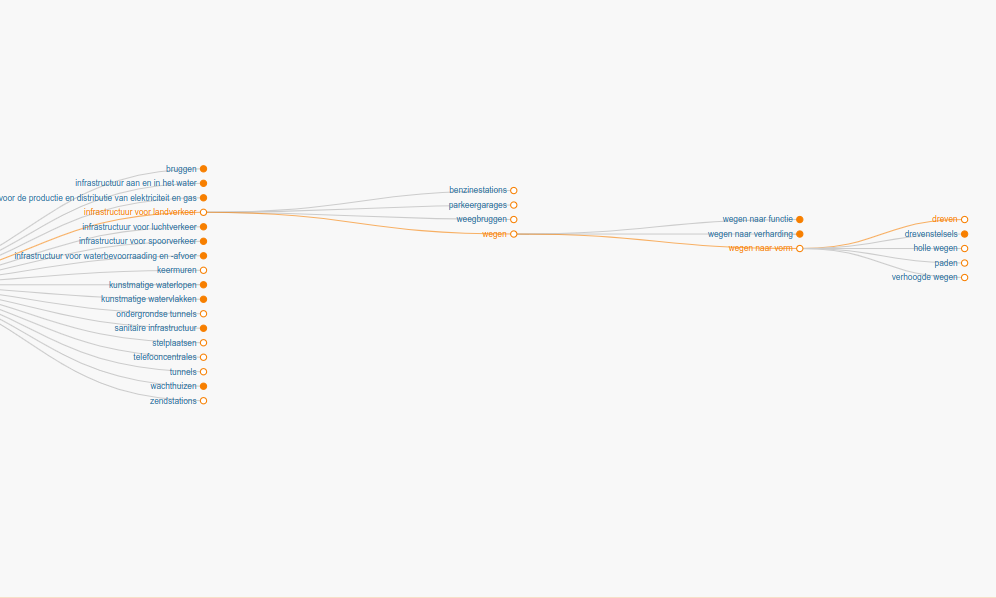 bruggen
infrastructuur aan en in het water
voor de productie en distributie van elektriciteit en gas
infrastructuur voor landverkeer
infrastructuur voor luchtverkeer
infrastructuur voor spoorverkeer
infrastructuur voor waterbevoorraading en -afvoer
keermuren
kunstmatige waterlopen
kunstmatige watervlakken
ondergrondse tunnels
sanitaire infrastructuur
stelplaatsen
telefooncentrales
tunnels
wachthuizen
zendstations
benzinestations
parkeergarages
weegbruggen
wegen
wegen naar functie
wegen naar verharding
wegen naar vorm
dreven
drevenstelsels
holle wegen
paden
verhoogde wegen